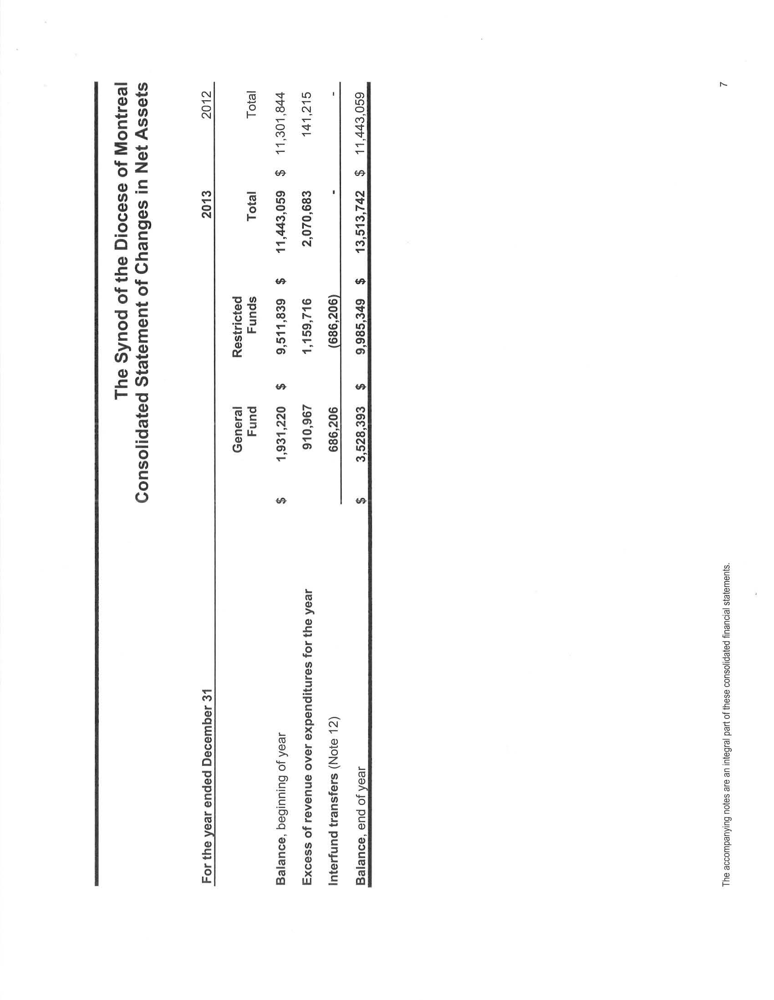 The Synod of the Diocese of Montreal
Consolidated Statement of Changes in Net Assets
For the year ended December 31 2013 2012
General Restricted
Fund Funds Total Total
Balance, beginning of year $ 1,931,220 $ 9,511,839 $ 11,443,059 $ 11,301,844
Excess of revenue over expenditures for the year 910,967 1,159,716 2,070,683 141,215
Interfund transfers (Note 12) 686,206 (686,206) - -
Balance, end of year $ 3,528,393 $ 9,985,349 $ 13,513,742 $ 11,443,059
The accompanying notes are an integral part of these consolidated financial statements. 7